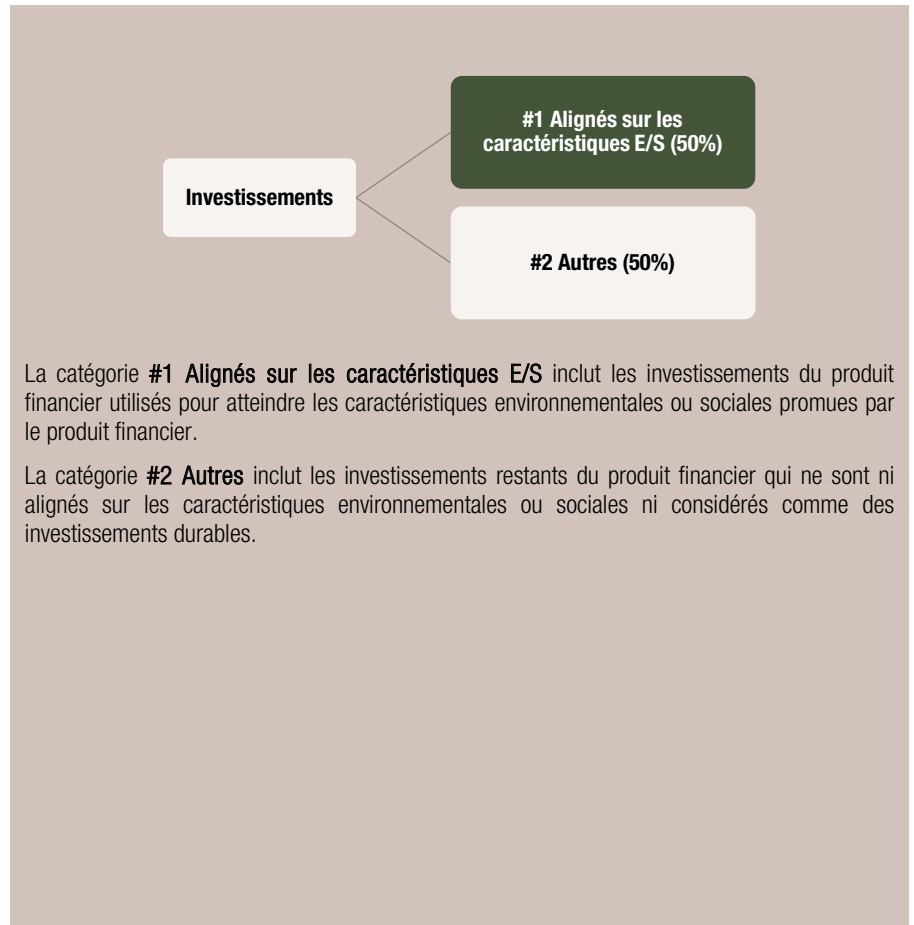 #1 Alignés sur les
caractéristiques E/S (50%)
Investissements
#2 Autres (50%)
La catégorie #1 Alignés sur les caractéristiques E/S inclut les investissements du produit
financier utilisés pour atteindre les caractéristiques environnementales ou sociales promues par
le produit financier.
La catégorie #2 Autres inclut les investissements restants du produit financier qui ne sont ni
alignés sur les caractéristiques environnementales ou sociales ni considérés comme des
investissements durables.